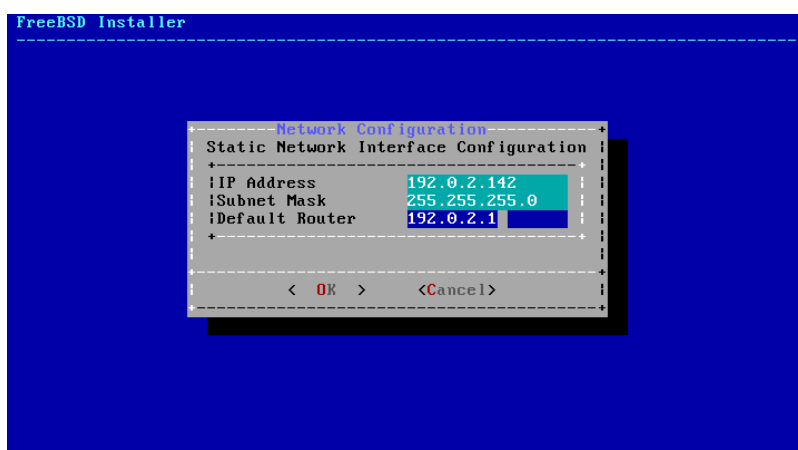 FreeBSD Installer
Network Configuration
Static Network Interface Configuration
IP Address 192.0.2.142
Subnet Mask 255.255.255.0
Default Router 192.0.2.1
< OK > <Cancel>